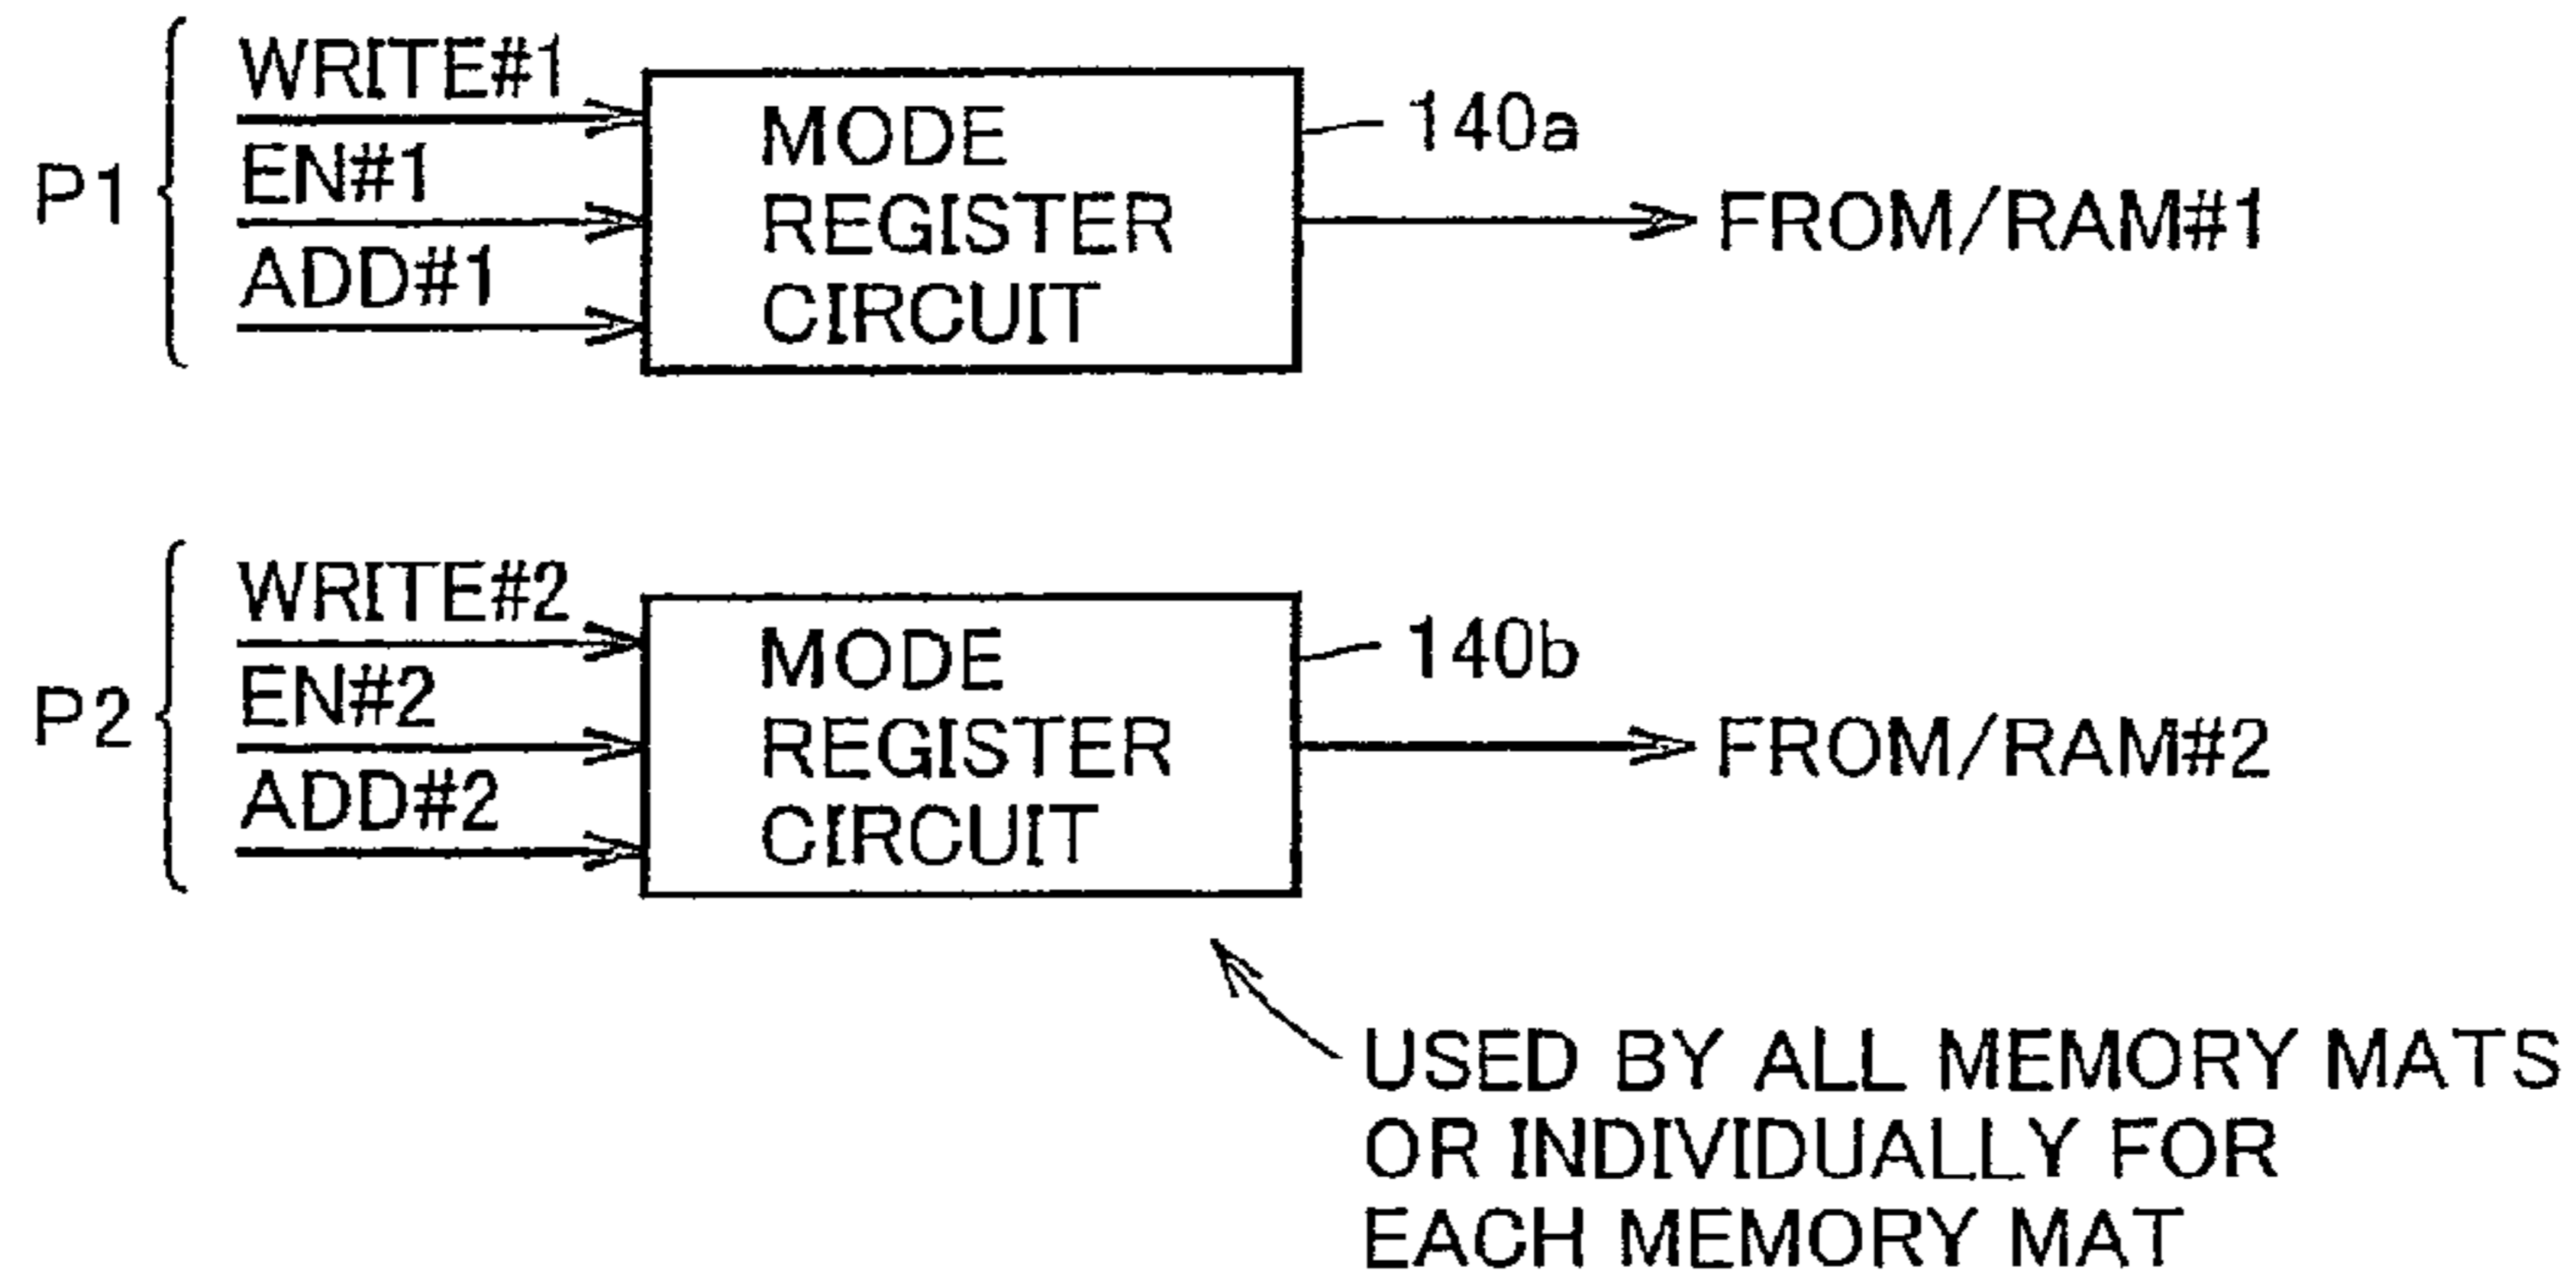 P1
WRITE#1
EN#1
ADD#1
MODE
REGISTER
CIRCUIT
140a
FROM/RAM#1
P2
WRITE#2
EN#2
ADD#2
MODE
REGISTER
CIRCUIT
140b
FROM/RAM#2
USED BY ALL MEMORY MATS
OR INDIVIDUALLY FOR
EACH MEMORY MAT